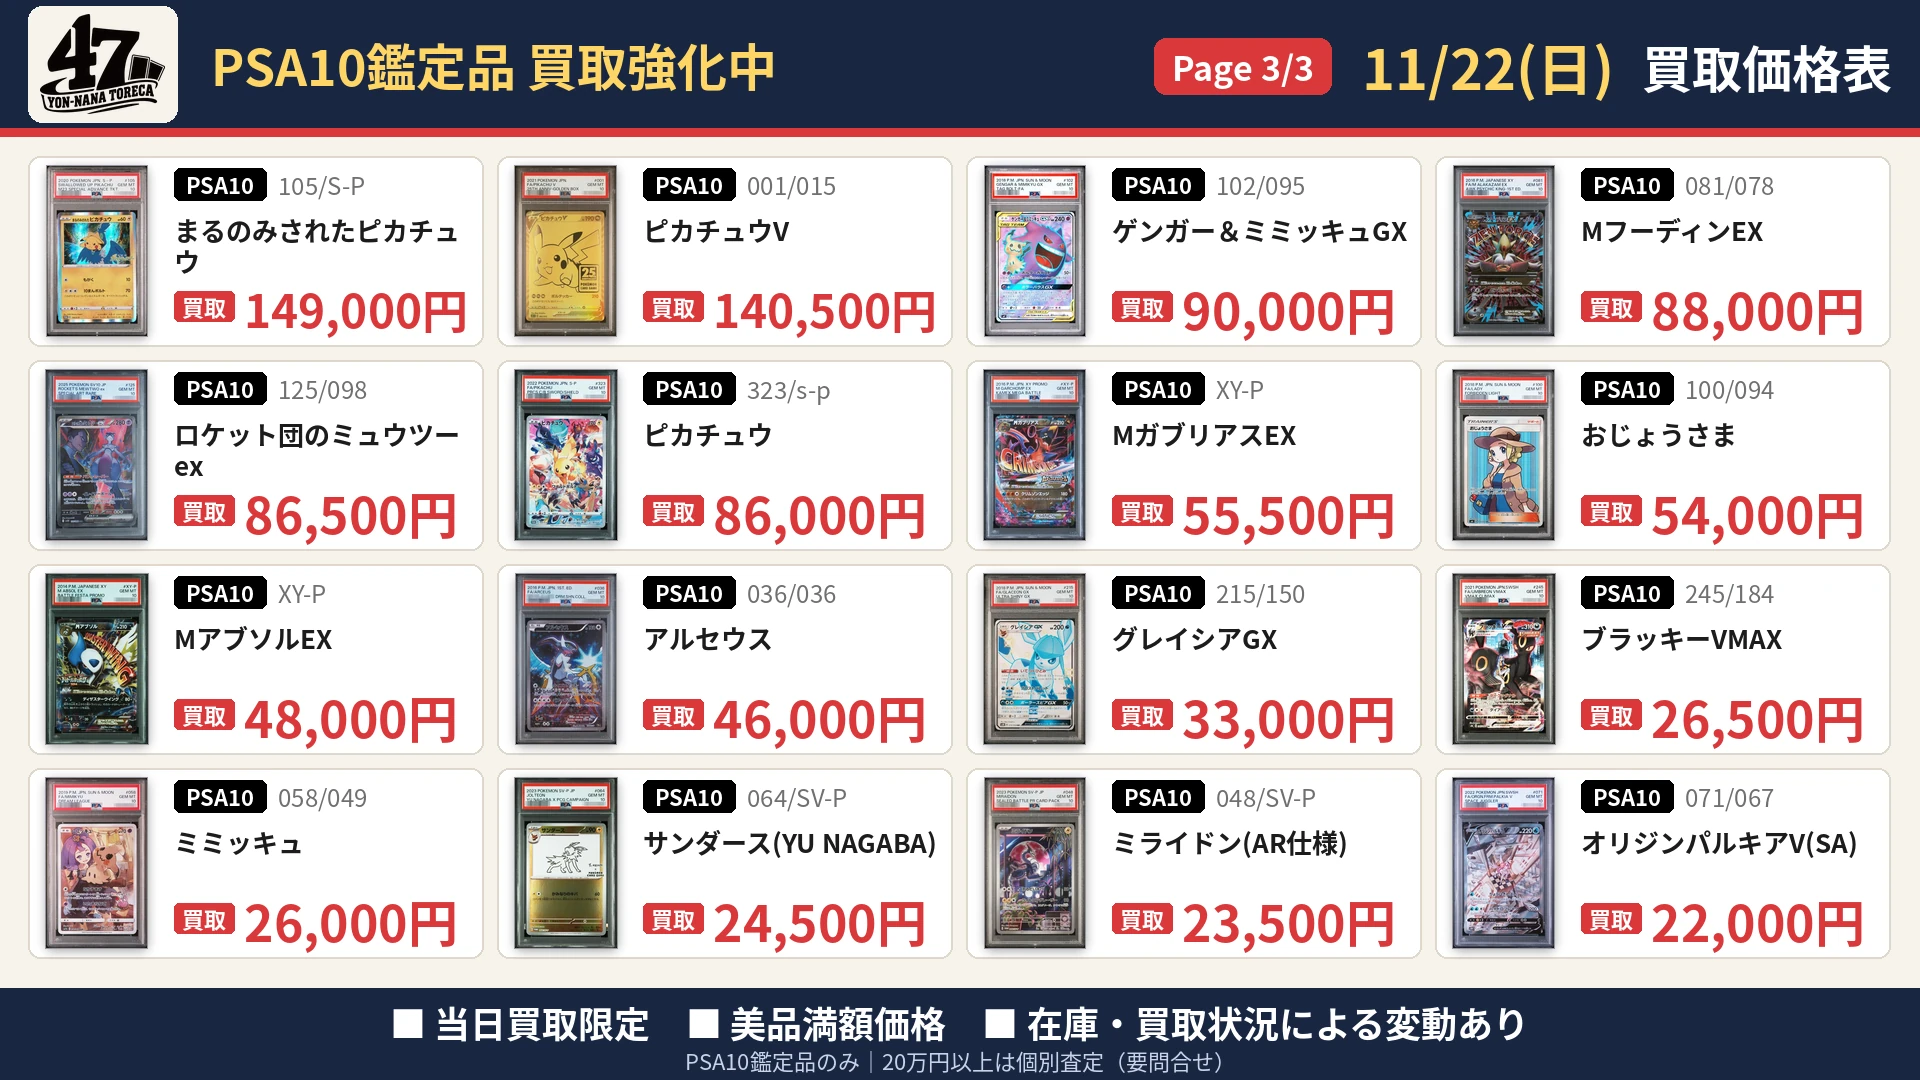 47
YON-NANA TORECA
PSA10鑑定品 買取強化中
Page 3/3
11/22(日) 買取価格表
PSA10 105/S-P
まるのみされたピカチュ
ウ
買取 149,000円
PSA10 001/015
ピカチュウV
買取 140,500円
PSA10 102/095
ゲンガー&ミミッキュGX
買取 90,000円
PSA10 081/078
MフーディンEX
買取 88,000円
PSA10 125/098
ロケット団のミュウツー
ex
買取 86,500円
PSA10 323/s-p
ピカチュウ
買取 86,000円
PSA10 XY-P
MガブリアスEX
買取 55,500円
PSA10 100/094
おじょうさま
買取 54,000円
PSA10 XY-P
MアブソルEX
買取 48,000円
PSA10 036/036
アルセウス
買取 46,000円
PSA10 215/150
グレイシアGX
買取 33,000円
PSA10 245/184
ブラッキーVMAX
買取 26,500円
PSA10 058/049
ミミッキュ
買取 26,000円
PSA10 064/SV-P
サンダース(YU NAGABA)
買取 24,500円
PSA10 048/SV-P
ミライドン(AR仕様)
買取 23,500円
PSA10 071/067
オリジンパルキアV(SA)
買取 22,000円
■ 当日買取限定 ■ 美品満額価格 ■ 在庫・買取状況による変動あり
PSA10鑑定品のみ|20万円以上は個別査定（要問合せ）